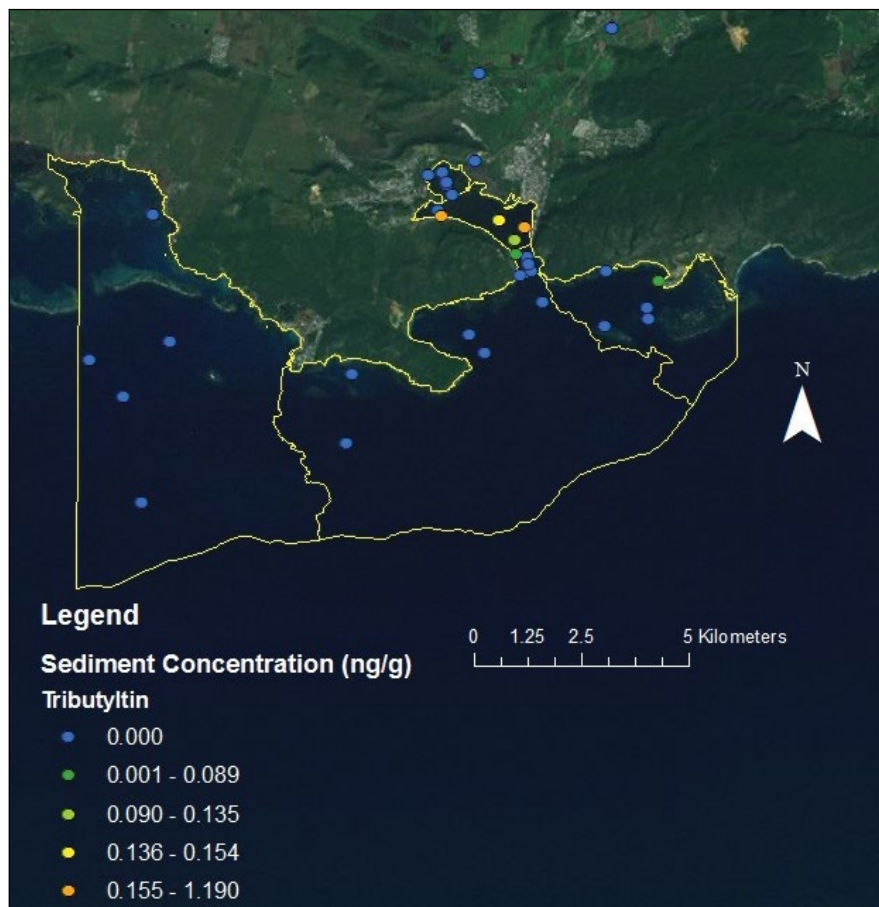 N
Legend
0 1.25 2.5 5 Kilometers
Sediment Concentration (ng/g)
Tributyltin
0.000
0.001 - 0.089
0.090 - 0.135
0.136 - 0.154
0.155 - 1.190